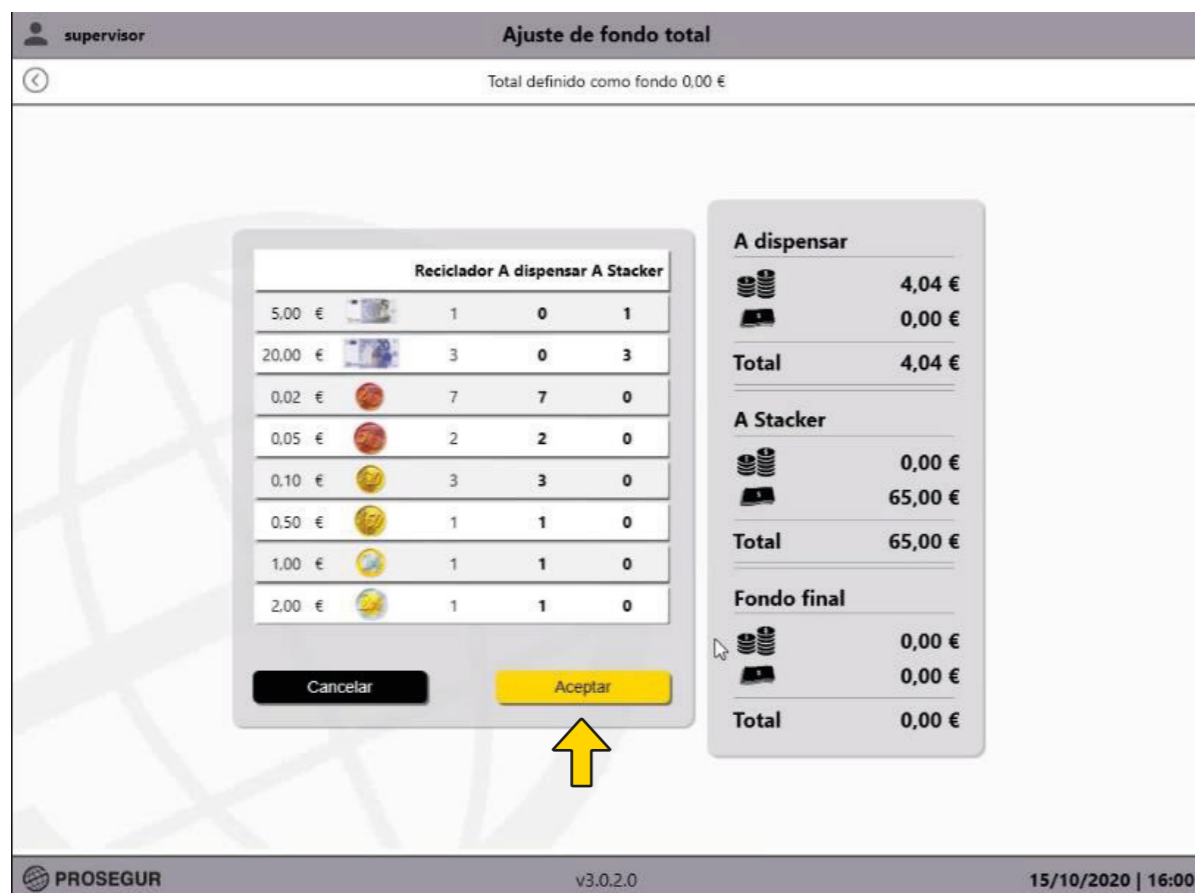 supervisor Ajuste de fondo total
Total definido como fondo 0,00 €
Reciclador A dispensar A Stacker
5,00 € 1 0 1
20,00 € 3 0 3
0,02 € 7 7 0
0,05 € 2 2 0
0,10 € 3 3 0
0,50 € 1 1 0
1,00 € 1 1 0
2,00 € 1 1 0
Cancelar Aceptar
A dispensar
4,04 €
0,00 €
Total 4,04 €
A Stacker
0,00 €
65,00 €
Total 65,00 €
Fondo final
0,00 €
0,00 €
Total 0,00 €
PROSEGUR v3.0.2.0 15/10/2020 | 16:00